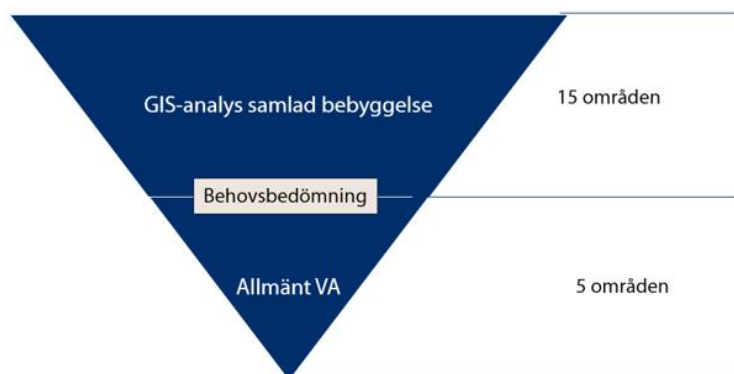 GIS-analys samlad bebyggelse
15 områden
Behovsbedömning
Allmänt VA
5 områden